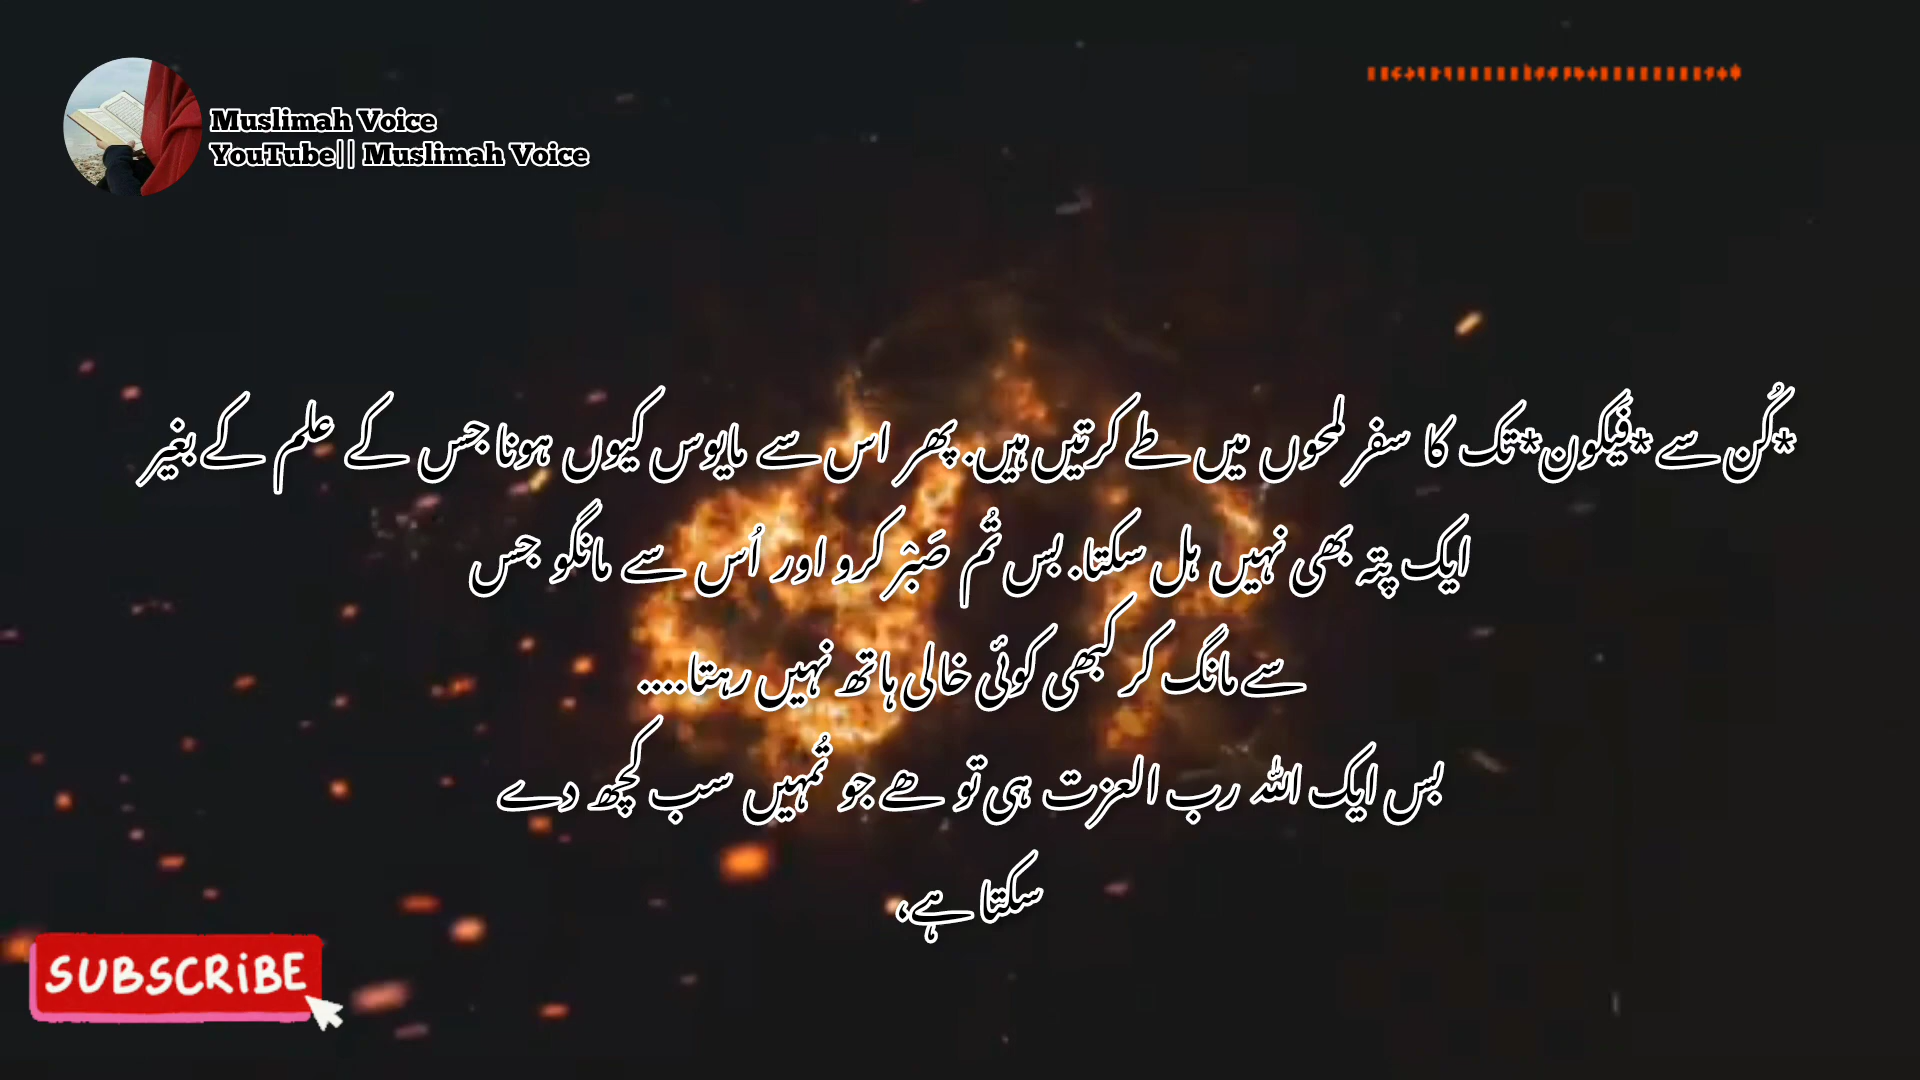 Muslimah Voice
YouTube|| Muslimah Voice
*کُن سے *فَیَکون*تک کا سفر لمحوں میں طے کرتیں ہیں. پھر اس سے مایوس کیوں ہونا جس کے علم کے بغیر
ایک پتہ بھی نہیں ہل سکتا. بس تُم صَبْر کرو اور اُس سے مانگو جس
سے مانگ کر کبھی کوئی خالی ہاتھ نہیں رہتا....
بس ایک اللہ رب العزت ہی تو ھے جو تُمہیں سب کچھ دے
سکتا ہے،
SUBSCRIBE